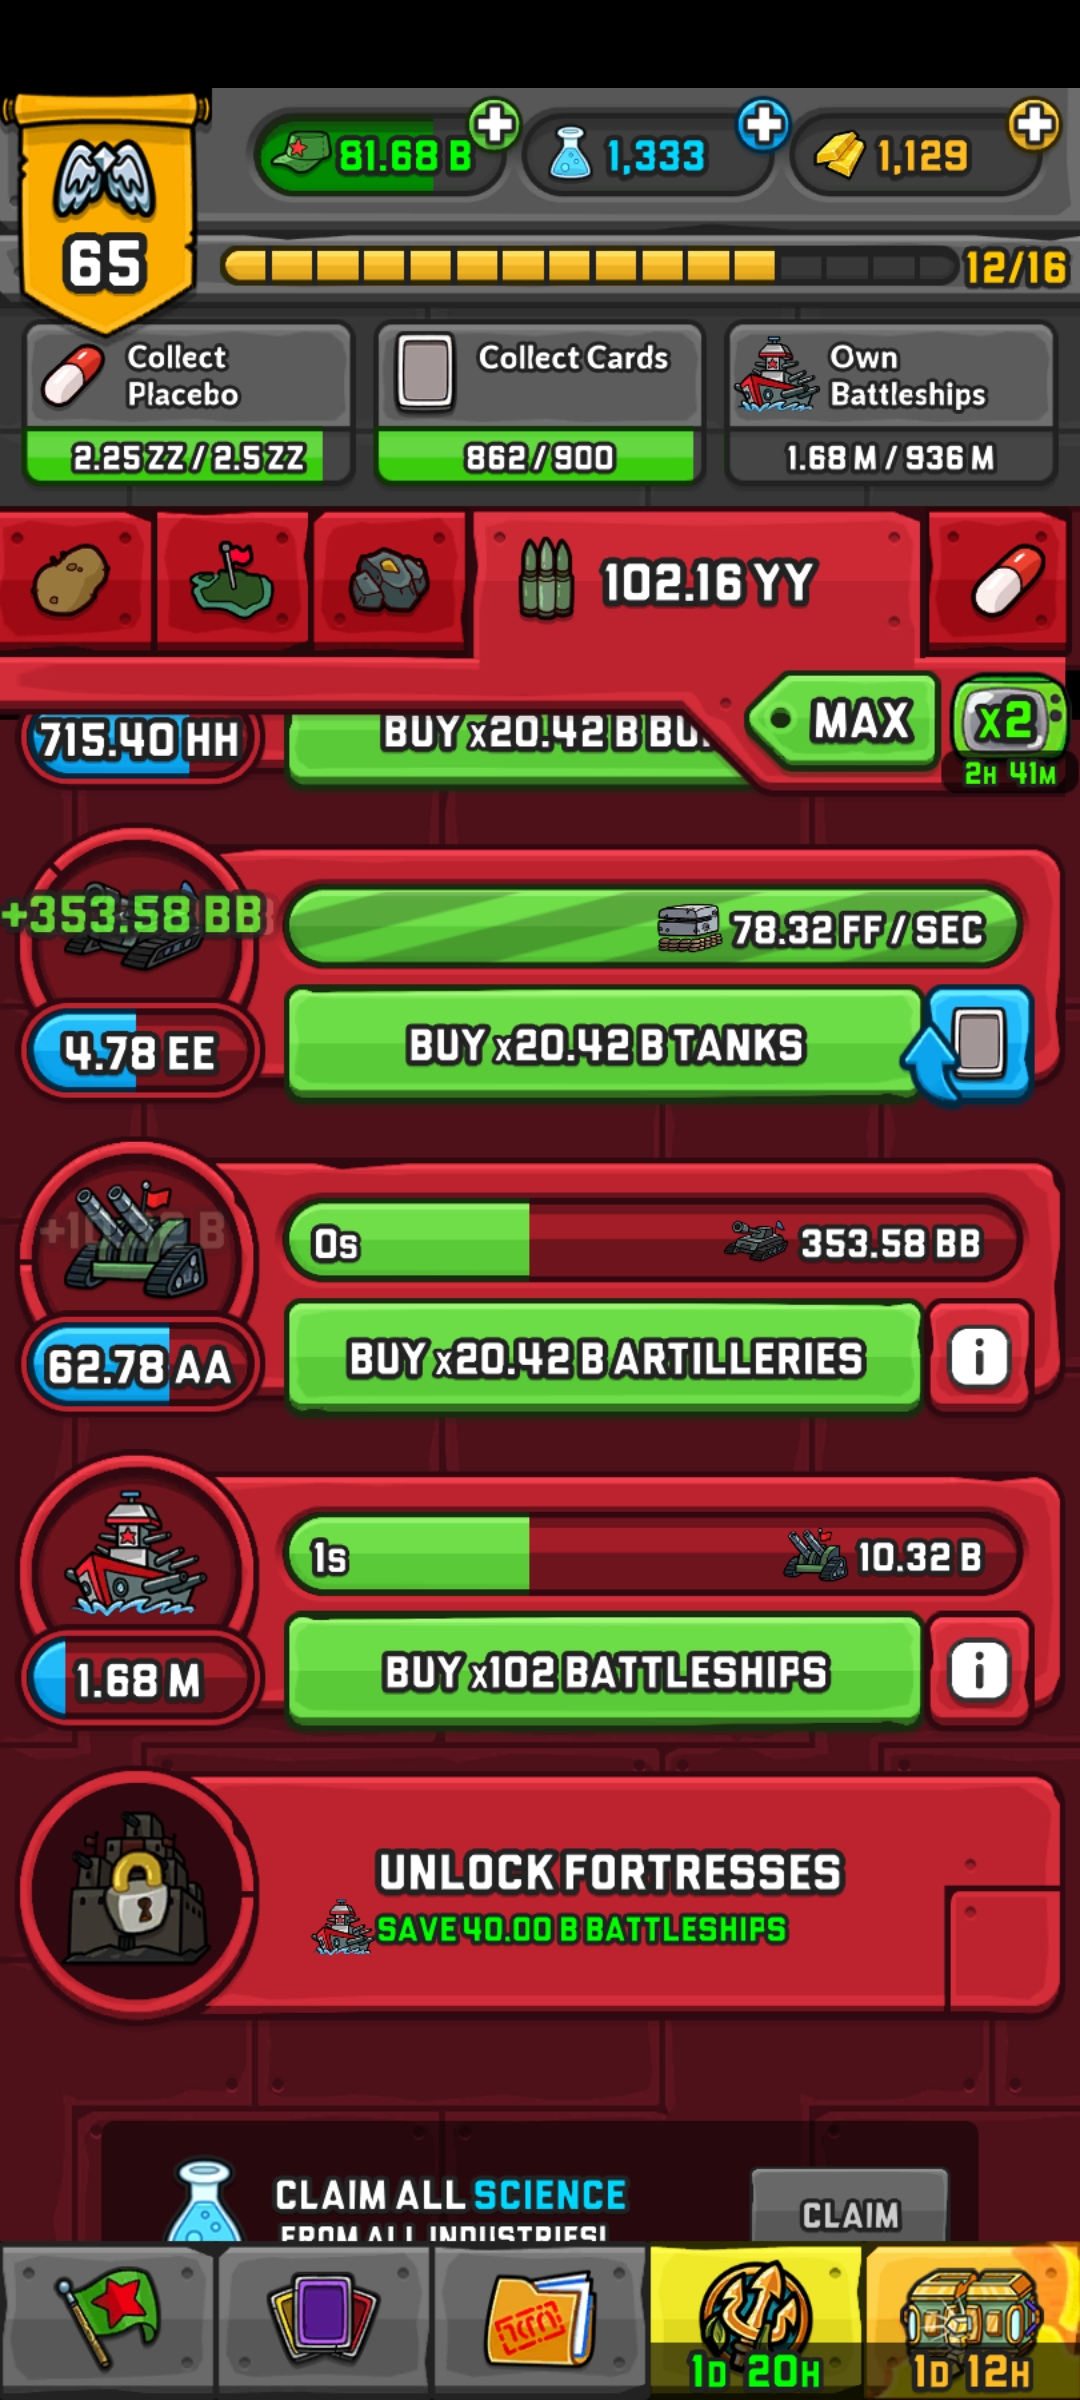 81.68 B
1,333
1,129
65
12/16
Collect
Placebo
2.25 ZZ / 2.5 ZZ
Collect Cards
862 / 900
Own
Battleships
1.68 M / 936 M
102.16 YY
MAX
x2
2H 41M
715.40 HH
BUY x20.42 B
+353.58 BB
78.32 FF / SEC
4.78 EE
BUY x20.42 B TANKS
0s
353.58 BB
62.78 AA
BUY x20.42 B ARTILLERIES
1s
10.32 B
1.68 M
BUY x102 BATTLESHIPS
UNLOCK FORTRESSES
SAVE 40.00 B BATTLESHIPS
CLAIM ALL SCIENCE
FROM ALL INDUSTRIES!
CLAIM
1D 20H
1D 12H